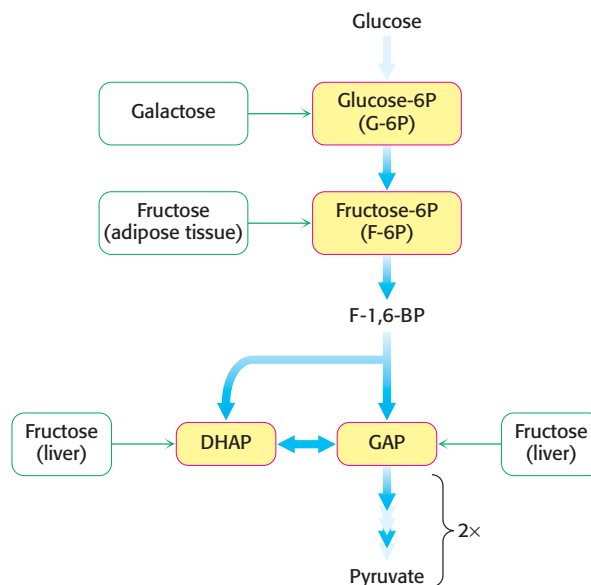 Glucose
Galactose
Glucose-6P
(G-6P)
Fructose
(adipose tissue)
Fructose-6P
(F-6P)
F-1,6-BP
Fructose
(liver)
DHAP
GAP
Fructose
(liver)
2×
Pyruvate